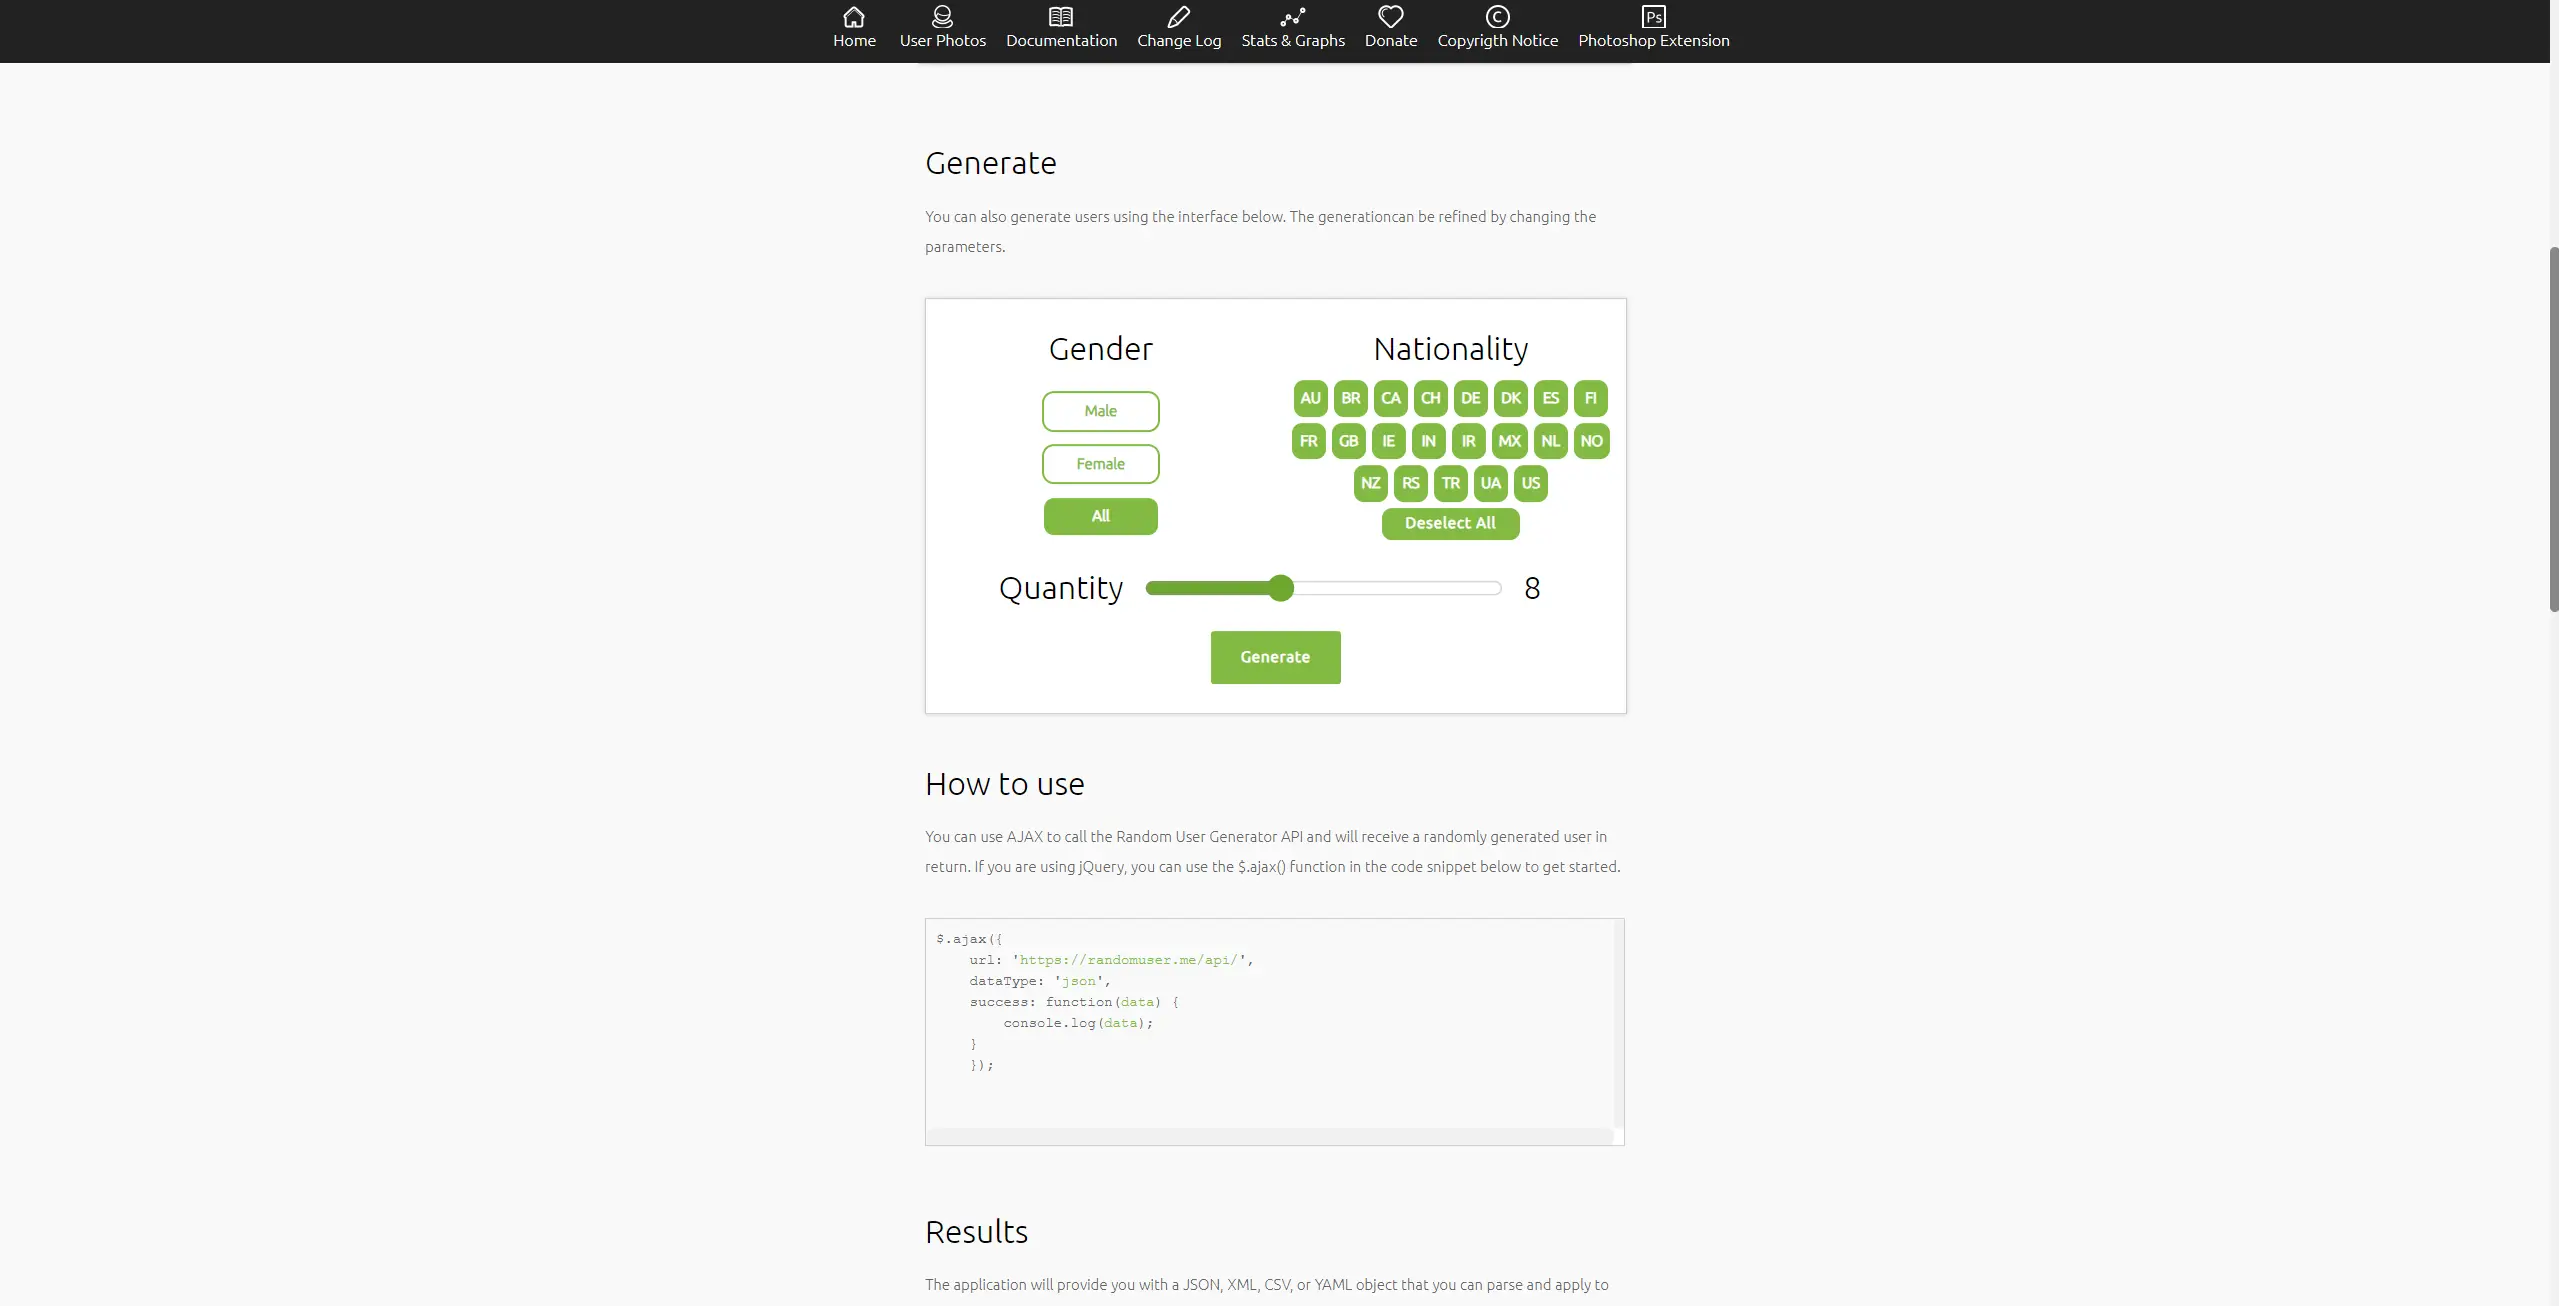 Home User Photos Documentation Change Log Stats & Graphs Donate Copyrigth Notice Photoshop Extension
Generate
You can also generate users using the interface below. The generationcan be refined by changing the
parameters.
Gender
Male
Female
All
Nationality
AU BR CA CH DE DK ES FI
FR GB IE IN IR MX NL NO
NZ RS TR UA US
Deselect All
Quantity 8
Generate
How to use
You can use AJAX to call the Random User Generator API and will receive a randomly generated user in
return. If you are using jQuery, you can use the $.ajax() function in the code snippet below to get started.
$.ajax({
    url: 'https://randomuser.me/api/',
    dataType: 'json',
    success: function(data) {
        console.log(data);
    }
    });
Results
The application will provide you with a JSON, XML, CSV, or YAML object that you can parse and apply to